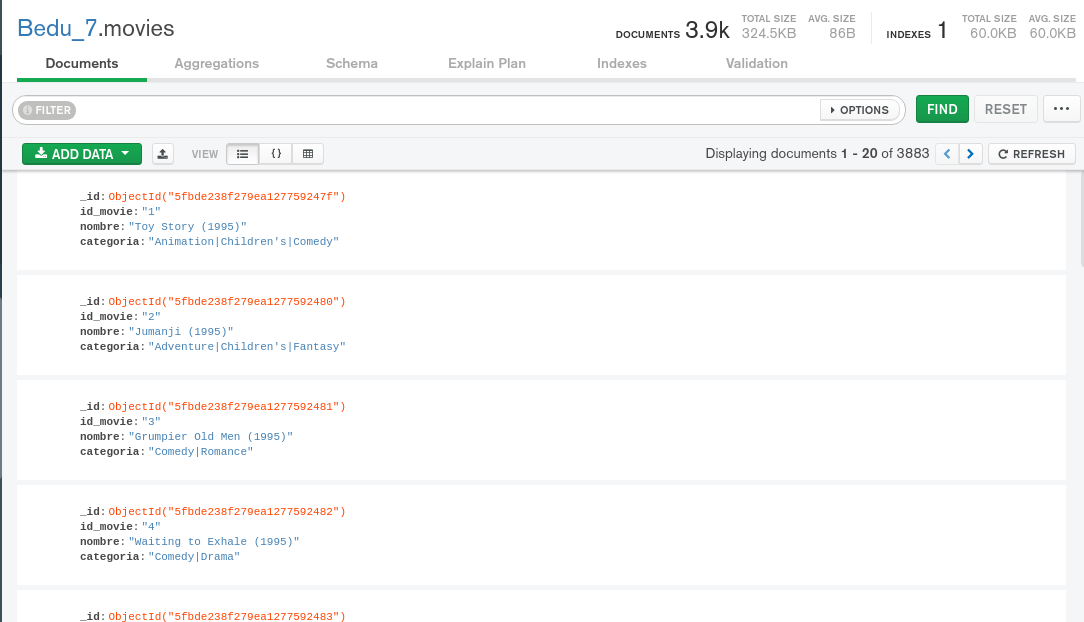 Bedu_7.movies
DOCUMENTS 3.9k TOTAL SIZE 324.5KB AVG. SIZE 86B INDEXES 1 TOTAL SIZE 60.0KB AVG. SIZE 60.0KB
Documents Aggregations Schema Explain Plan Indexes Validation
FILTER OPTIONS FIND RESET ...
ADD DATA VIEW {} Displaying documents 1 - 20 of 3883 < > REFRESH
_id: ObjectId("5fbde238f279ea127759247f")
id_movie: "1"
nombre: "Toy Story (1995)"
categoria: "Animation|Children's|Comedy"
_id: ObjectId("5fbde238f279ea1277592480")
id_movie: "2"
nombre: "Jumanji (1995)"
categoria: "Adventure|Children's|Fantasy"
_id: ObjectId("5fbde238f279ea1277592481")
id_movie: "3"
nombre: "Grumpier Old Men (1995)"
categoria: "Comedy|Romance"
_id: ObjectId("5fbde238f279ea1277592482")
id_movie: "4"
nombre: "Waiting to Exhale (1995)"
categoria: "Comedy|Drama"
_id: ObjectId("5fbde238f279ea1277592483")